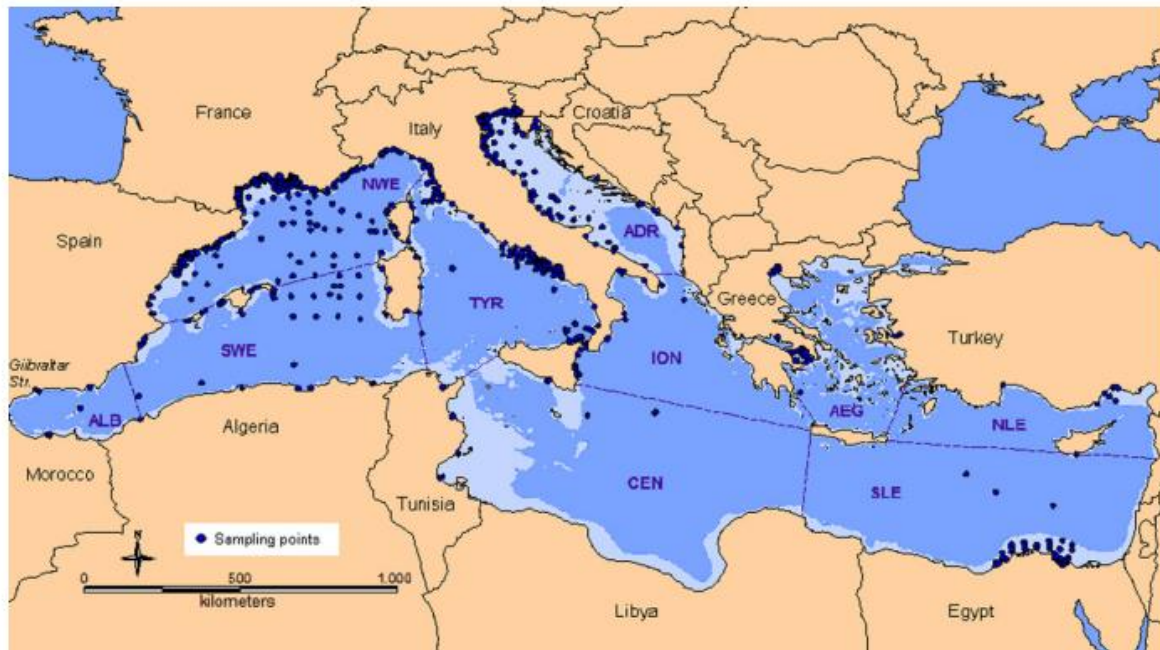 France
Croatia
Italy
NWE
Spain
ADR
Greece
TYR
Turkey
Giibraltar
Str.
SWE
ION
ALB
AEG
NLE
Algeria
Morocco
CEN
SLE
Tunisia
N
Sampling points
0 500 1.000
kilometers
Libya
Egypt